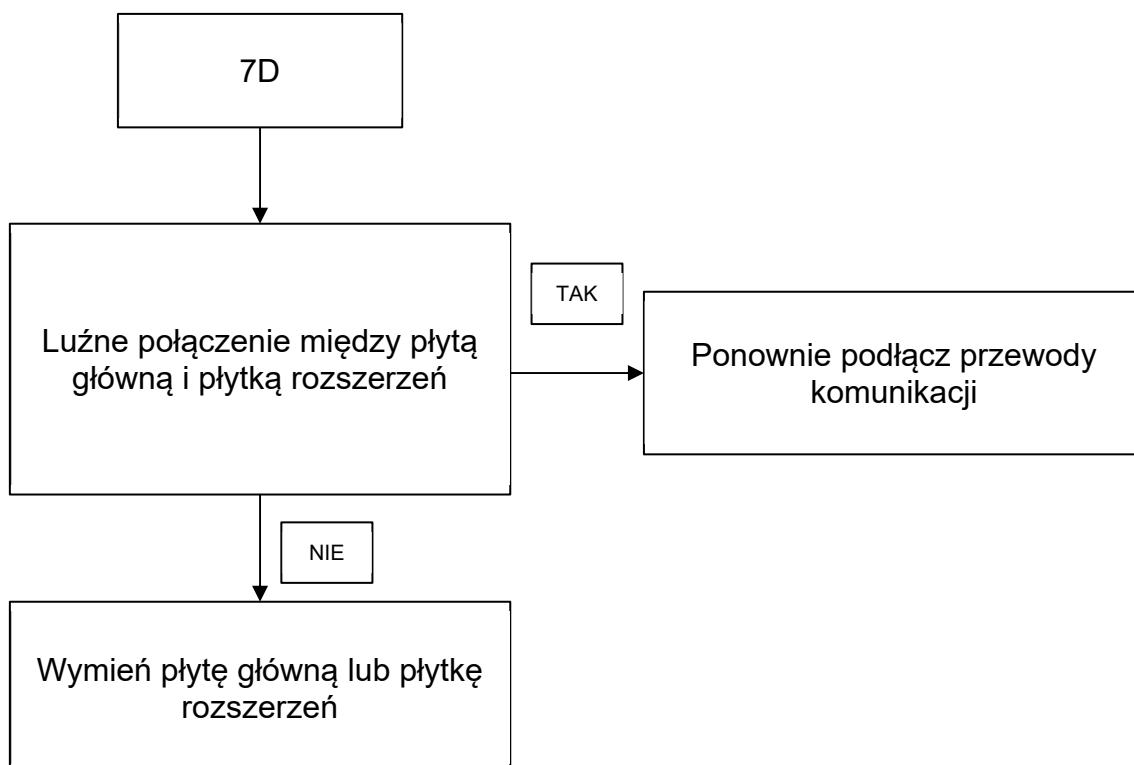 7D
Luźne połączenie między płytą
główną i płytką rozszerzeń
TAK
Ponownie podłącz przewody
komunikacji
NIE
Wymień płytę główną lub płytkę
rozszerzeń